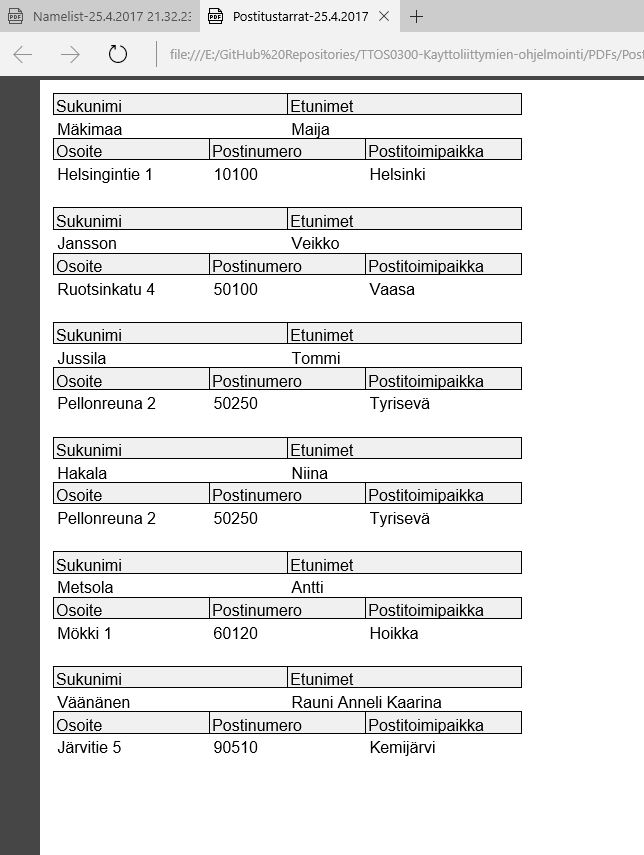 Namelist-25.4.2017 21.32.23
Postitustarrat-25.4.2017
file:///E:/GitHub%20Repositories/TTOS0300-Kayttoliittymien-ohjelmointi/PDFs/Post
Sukunimi Etunimet
Mäkimaa Maija
Osoite Postinumero Postitoimipaikka
Helsingintie 1 10100 Helsinki
Sukunimi Etunimet
Jansson Veikko
Osoite Postinumero Postitoimipaikka
Ruotsinkatu 4 50100 Vaasa
Sukunimi Etunimet
Jussila Tommi
Osoite Postinumero Postitoimipaikka
Pellonreuna 2 50250 Tyrisevä
Sukunimi Etunimet
Hakala Niina
Osoite Postinumero Postitoimipaikka
Pellonreuna 2 50250 Tyrisevä
Sukunimi Etunimet
Metsola Antti
Osoite Postinumero Postitoimipaikka
Mökki 1 60120 Hoikka
Sukunimi Etunimet
Väänänen Rauni Anneli Kaarina
Osoite Postinumero Postitoimipaikka
Järvitie 5 90510 Kemijärvi